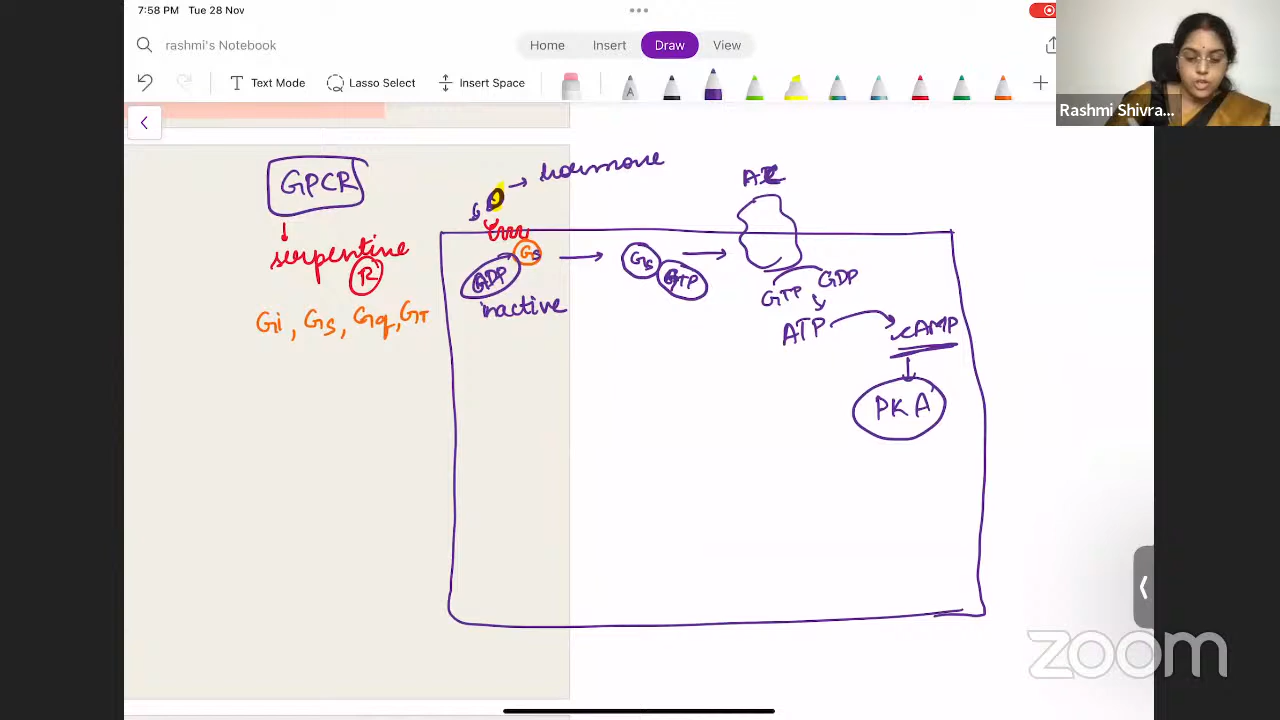 7:58 PM Tue 28 Nov
rashmi's Notebook
Home Insert Draw View
Text Mode Lasso Select Insert Space
A
Rashmi Shivra...
GPCR
serpentine
R
Gi, Gs, Gq, GT
hormone
Gs
GDP
inactive
Gs
GTP
AC
GTP GDP
ATP
cAMP
PKA
zoom